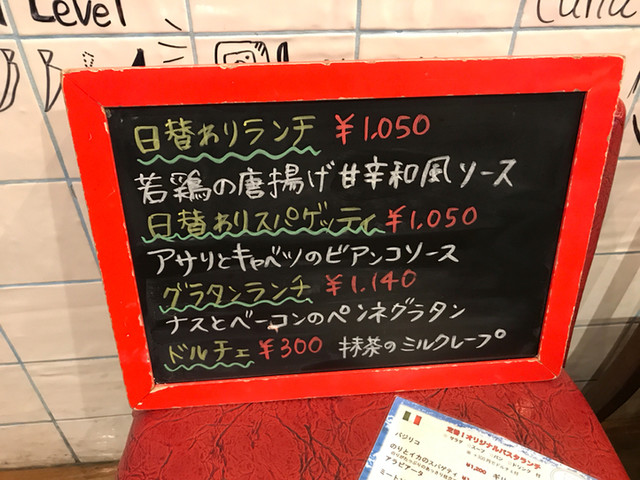 Level
日替わりランチ ¥1,050
若鶏の唐揚げ甘辛和風ソース
日替わりスパゲッティ ¥1,050
アサリとキャベツのビアンコソース
グラタンランチ ¥1,140
ナスとベーコンのペンネグラタン
ドルチェ ¥300 抹茶のミルクレープ
定番!オリジナルパスタランチ
バジリコ
のりとイカのスパゲティ
¥1,200
アラビアータ